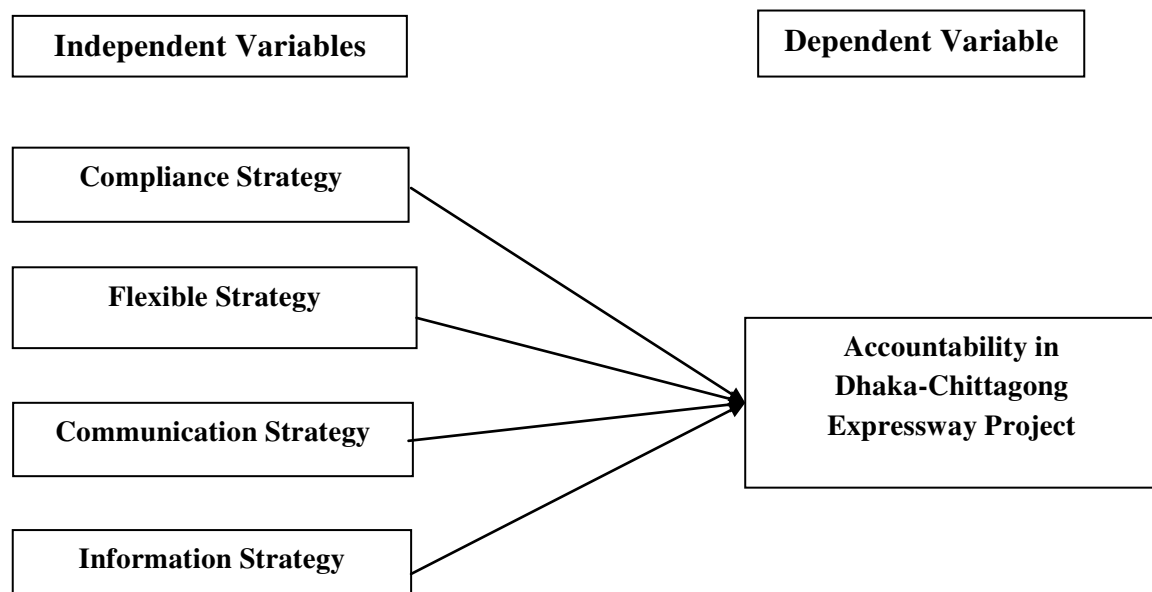 Independent Variables
Dependent Variable
Compliance Strategy
Flexible Strategy
Accountability in
Dhaka-Chittagong
Expressway Project
Communication Strategy
Information Strategy